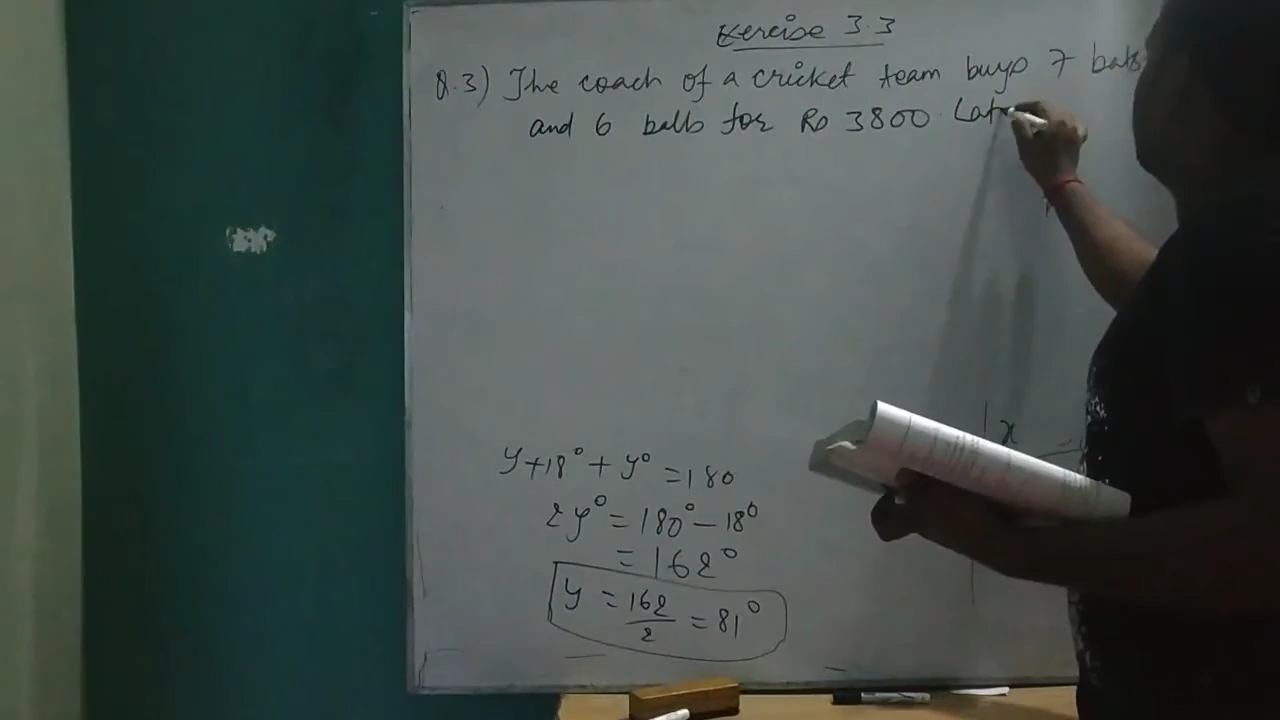 Exercise 3.3
Q.3) The coach of a cricket team buys 7 bats
and 6 balls for Rs 3800. Late
y+18° + y° = 180
2y° = 180° - 18°
= 162°
y = 162/2 = 81°
x